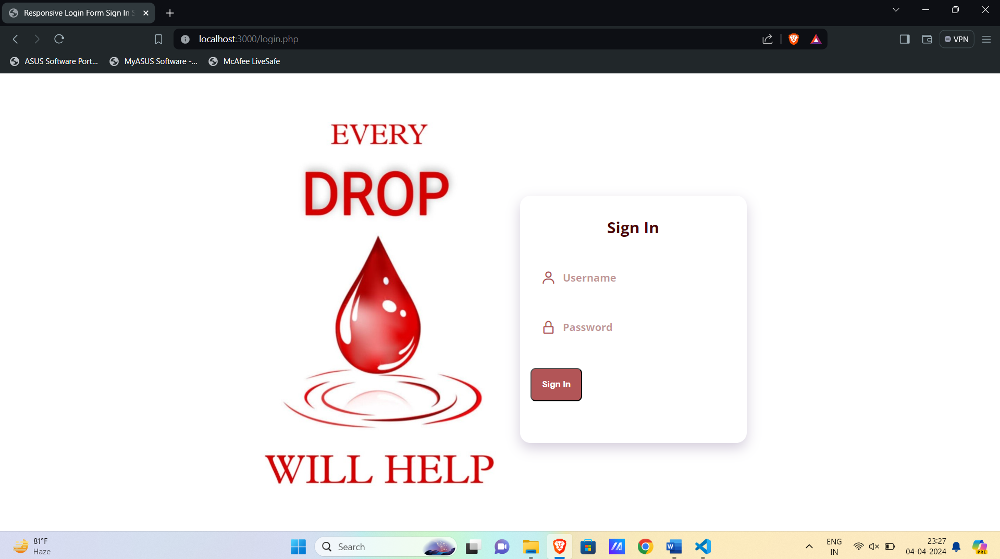 Responsive Login Form Sign In
localhost:3000/login.php
VPN
ASUS Software Port...
MyASUS Software -...
McAfee LiveSafe
EVERY
DROP
WILL HELP
Sign In
Username
Password
Sign In
81°F
Haze
Search
ENG
IN
23:27
04-04-2024
PRE